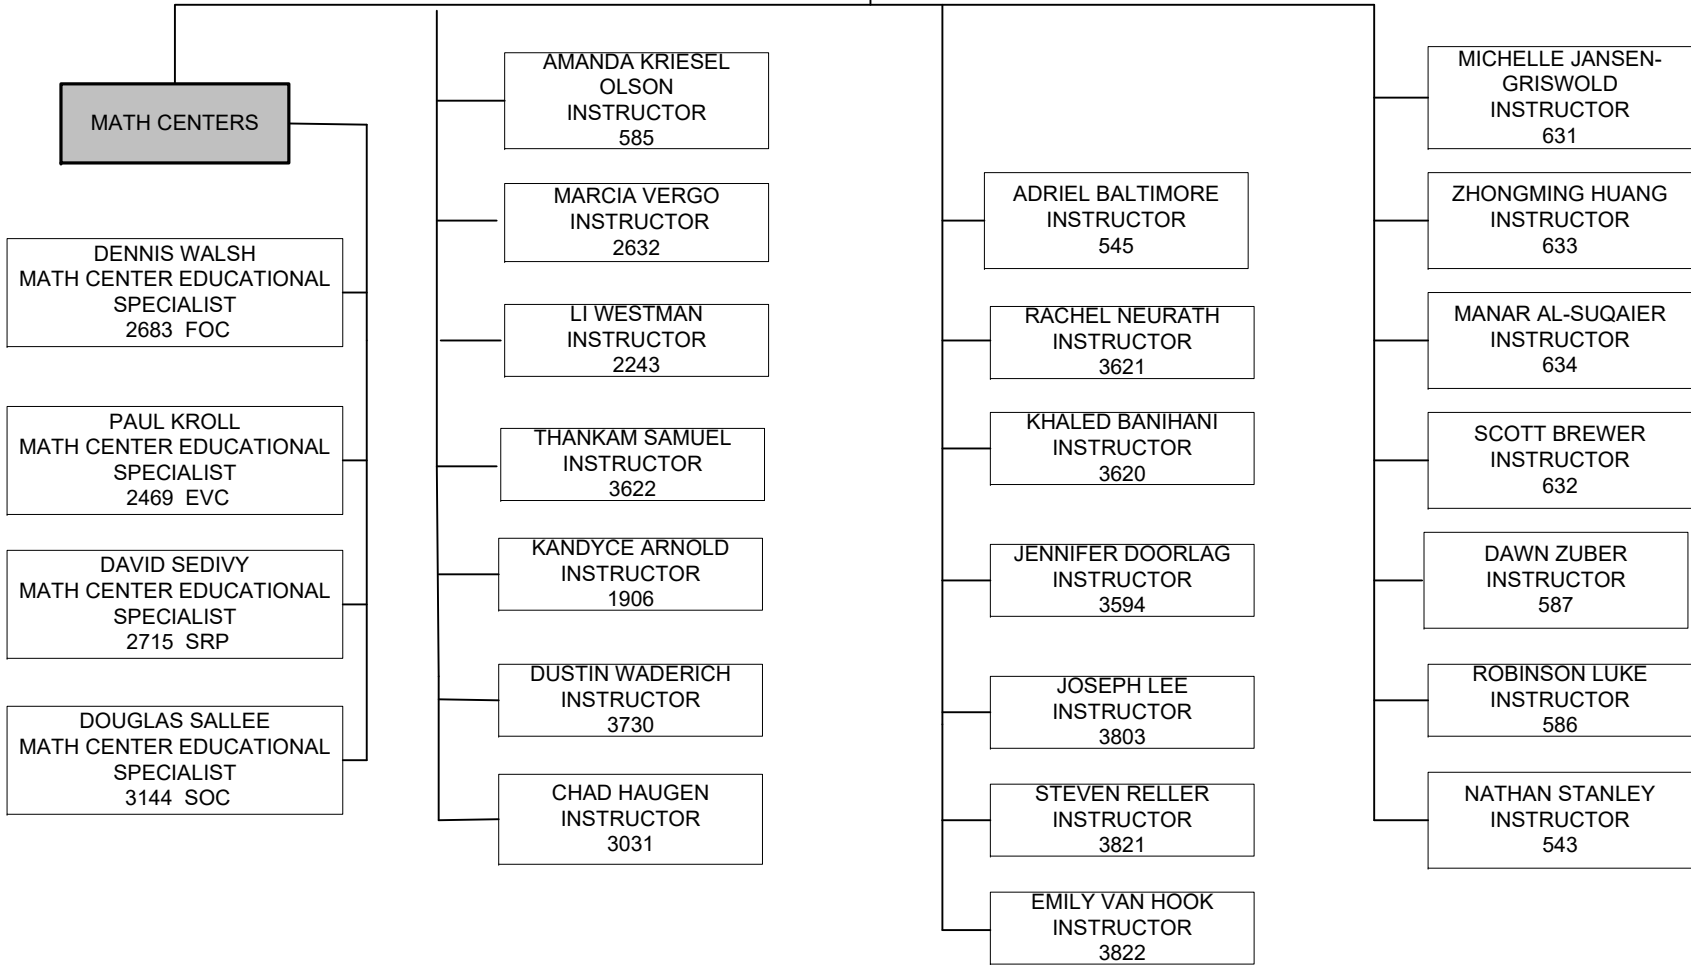 MATH CENTERS
DENNIS WALSH
MATH CENTER EDUCATIONAL
SPECIALIST
2683 FOC
PAUL KROLL
MATH CENTER EDUCATIONAL
SPECIALIST
2469 EVC
DAVID SEDIVY
MATH CENTER EDUCATIONAL
SPECIALIST
2715 SRP
DOUGLAS SALLEE
MATH CENTER EDUCATIONAL
SPECIALIST
3144 SOC
AMANDA KRIESEL
OLSON
INSTRUCTOR
585
MARCIA VERGO
INSTRUCTOR
2632
LI WESTMAN
INSTRUCTOR
2243
THANKAM SAMUEL
INSTRUCTOR
3622
KANDYCE ARNOLD
INSTRUCTOR
1906
DUSTIN WADERICH
INSTRUCTOR
3730
CHAD HAUGEN
INSTRUCTOR
3031
ADRIEL BALTIMORE
INSTRUCTOR
545
RACHEL NEURATH
INSTRUCTOR
3621
KHALED BANIHANI
INSTRUCTOR
3620
JENNIFER DOORLAG
INSTRUCTOR
3594
JOSEPH LEE
INSTRUCTOR
3803
STEVEN RELLER
INSTRUCTOR
3821
EMILY VAN HOOK
INSTRUCTOR
3822
MICHELLE JANSEN-
GRISWOLD
INSTRUCTOR
631
ZHONGMING HUANG
INSTRUCTOR
633
MANAR AL-SUQAIER
INSTRUCTOR
634
SCOTT BREWER
INSTRUCTOR
632
DAWN ZUBER
INSTRUCTOR
587
ROBINSON LUKE
INSTRUCTOR
586
NATHAN STANLEY
INSTRUCTOR
543